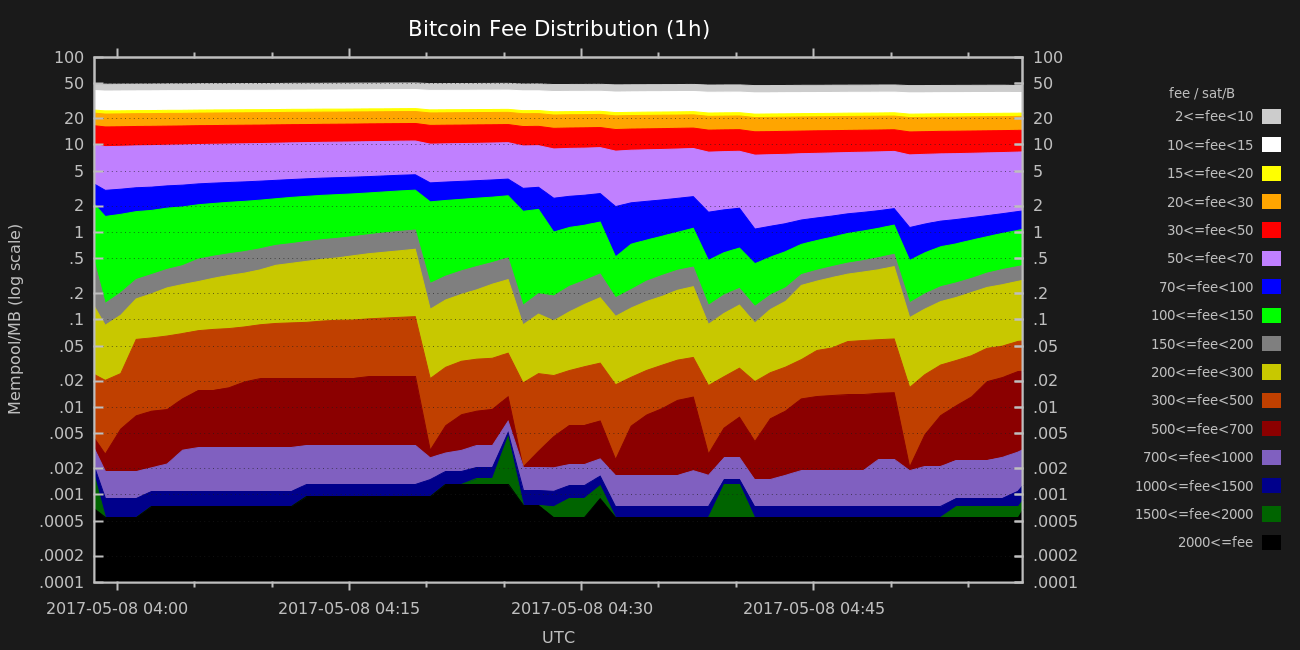 Bitcoin Fee Distribution (1h)
100
50
20
10
5
2
1
.5
.2
.1
.05
.02
.01
.005
.002
.001
.0005
.0002
.0001
Mempool/MB (log scale)
100
50
20
10
5
2
1
.5
.2
.1
.05
.02
.01
.005
.002
.001
.0005
.0002
.0001
fee / sat/B
2<=fee<10
10<=fee<15
15<=fee<20
20<=fee<30
30<=fee<50
50<=fee<70
70<=fee<100
100<=fee<150
150<=fee<200
200<=fee<300
300<=fee<500
500<=fee<700
700<=fee<1000
1000<=fee<1500
1500<=fee<2000
2000<=fee
2017-05-08 04:00 2017-05-08 04:15 2017-05-08 04:30 2017-05-08 04:45
UTC